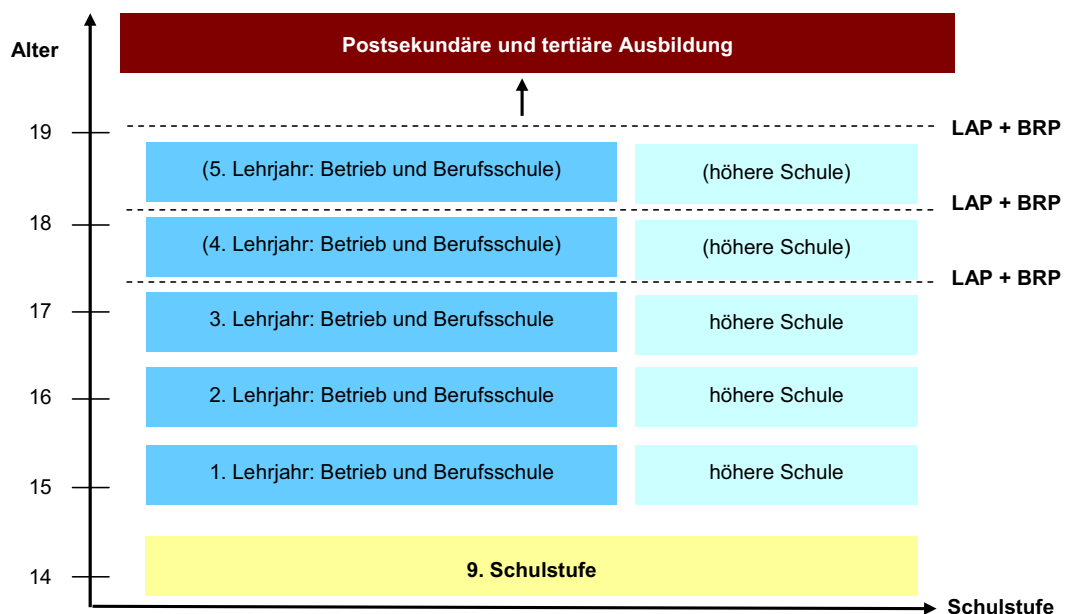 Alter
Postsekundäre und tertiäre Ausbildung
19
LAP + BRP
(5. Lehrjahr: Betrieb und Berufsschule)
(höhere Schule)
LAP + BRP
18
(4. Lehrjahr: Betrieb und Berufsschule)
(höhere Schule)
LAP + BRP
17
3. Lehrjahr: Betrieb und Berufsschule
höhere Schule
16
2. Lehrjahr: Betrieb und Berufsschule
höhere Schule
15
1. Lehrjahr: Betrieb und Berufsschule
höhere Schule
14
9. Schulstufe
Schulstufe